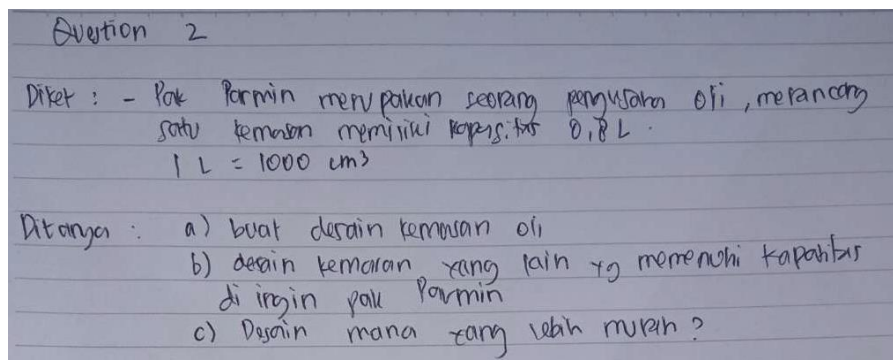 Question 2
Diket : - Pak Parmin merupakan seorang pengusaha oli , merancang
satu kemasan memiliki kapasitas 0,8 L .
1 L = 1000 cm³
Ditanya : a) buat desain kemasan oli
b) desain kemasan yang lain yg memenuhi kapasitas
di ingin pak Parmin
c) Desain mana yang lebih murah ?